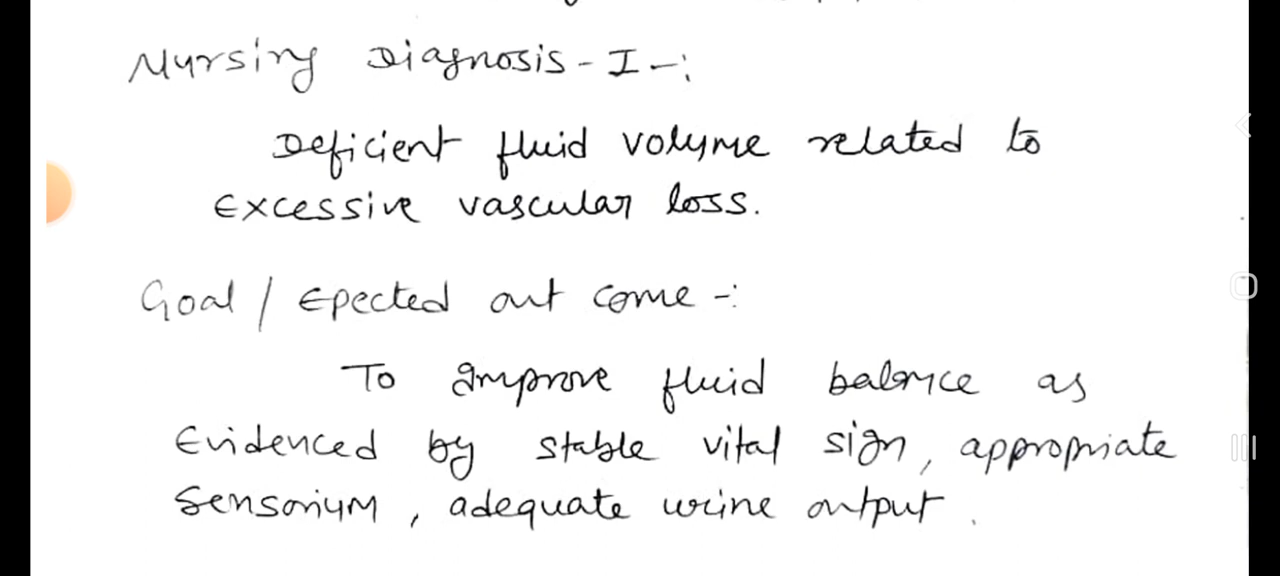 Nursing Diagnosis - I -:
Deficient fluid volume related to
Excessive vascular loss.
Goal / Epected out come -:
To improve fluid balance as
Evidenced by stable vital sign, appropriate
Sensorium, adequate urine output.